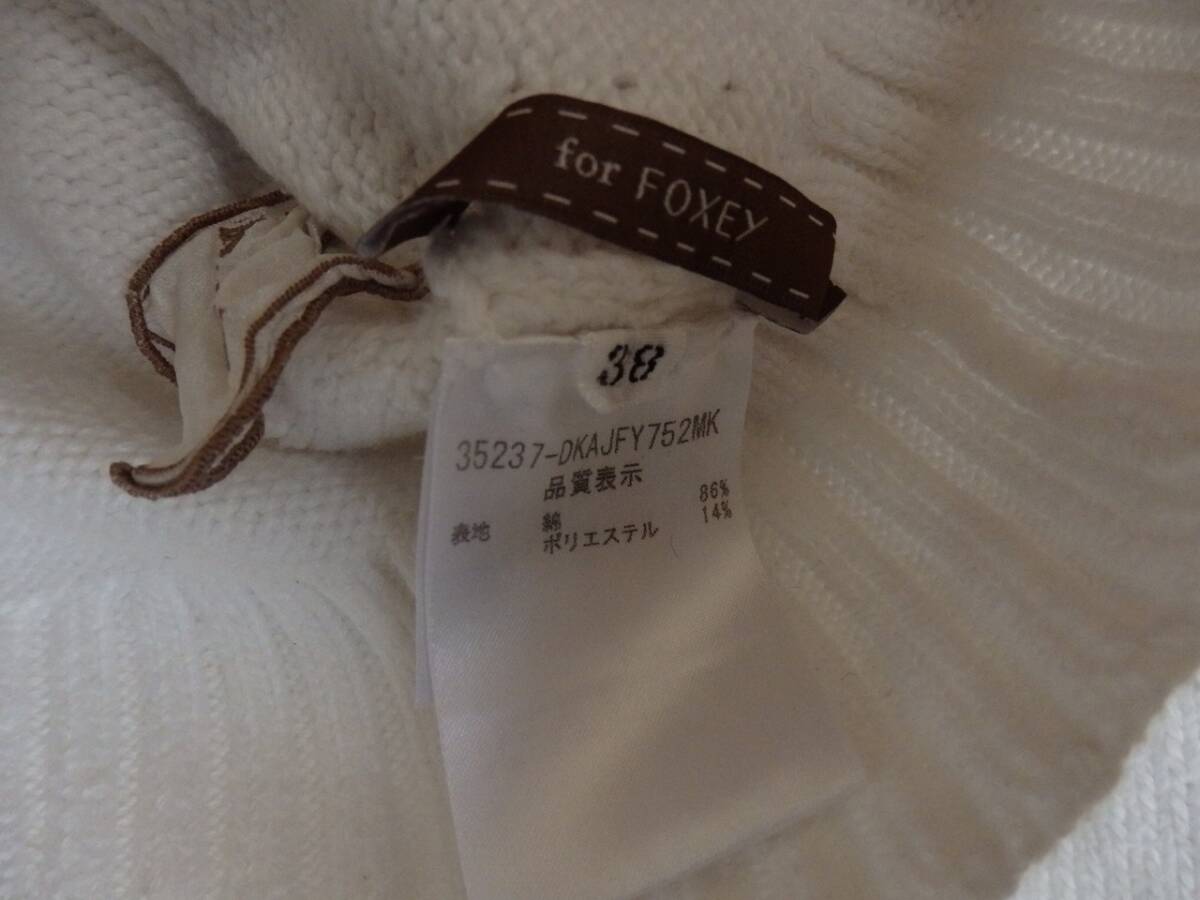 for FOXEY
38
35237-DKAJFY752MK
品質表示
表地 綿 86%
ポリエステル 14%